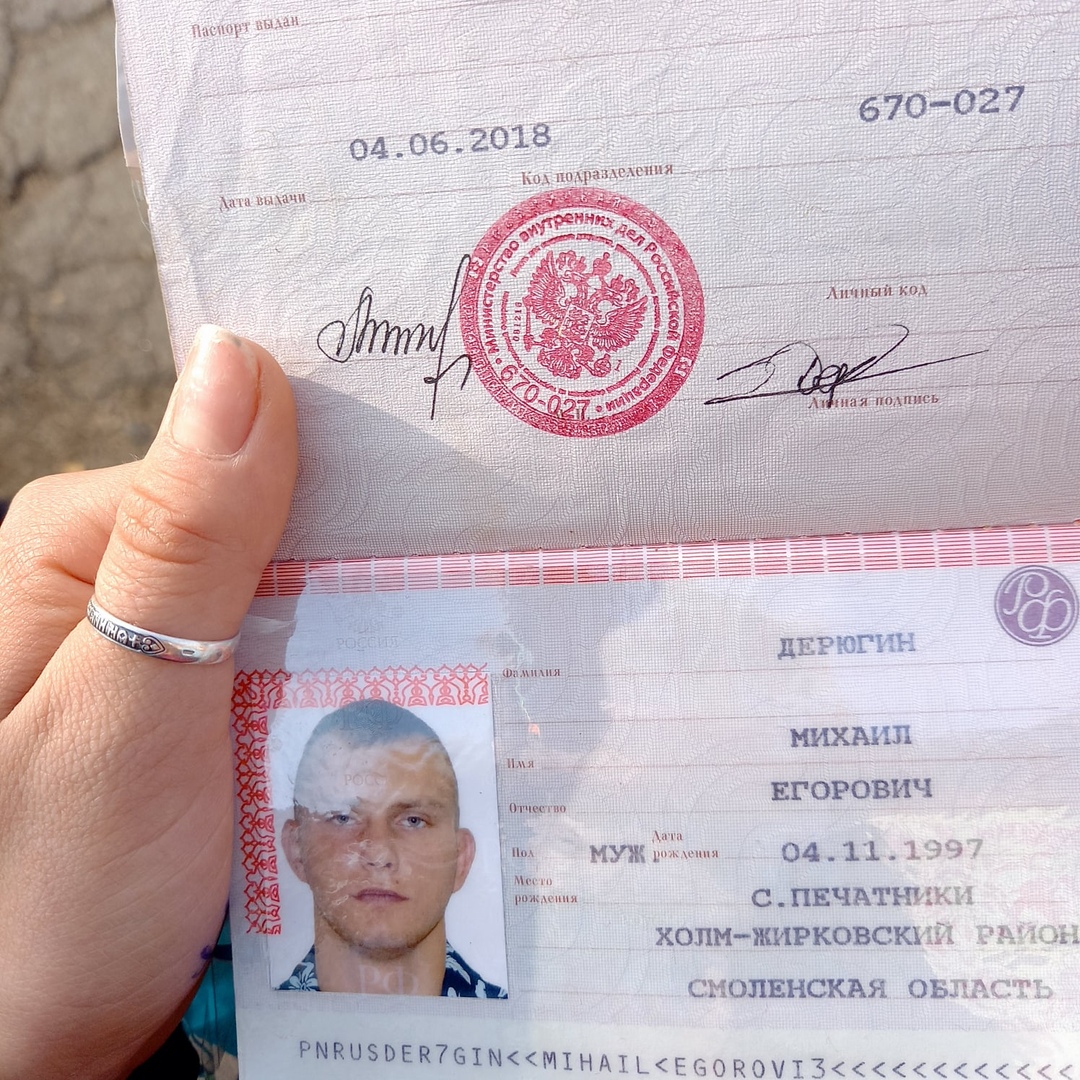 Паспорт выдан
670-027
04.06.2018
Код подразделения
Дата выдачи
Министерство внутренних дел Российской Федерации
670-027
Личный код
Личная подпись
РФ
РОССИЯ
ДЕРЮГИН
Фамилия
МИХАИЛ
Имя
ЕГОРОВИЧ
Отчество
Пол МУЖ Дата рождения 04.11.1997
Место рождения С.ПЕЧАТНИКИ
ХОЛМ-ЖИРКОВСКИЙ РАЙОН
СМОЛЕНСКАЯ ОБЛАСТЬ
РФ
PNRUSDER7GIN<<MIHAIL<EGOROVI3<<<<<<<<<<<<